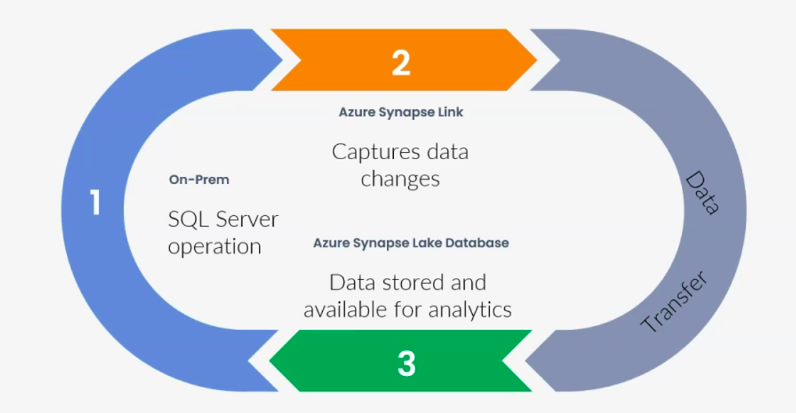 2
Azure Synapse Link
Captures data
changes
1
On-Prem
SQL Server
operation
Azure Synapse Lake Database
Data stored and
available for analytics
3
Data
Transfer